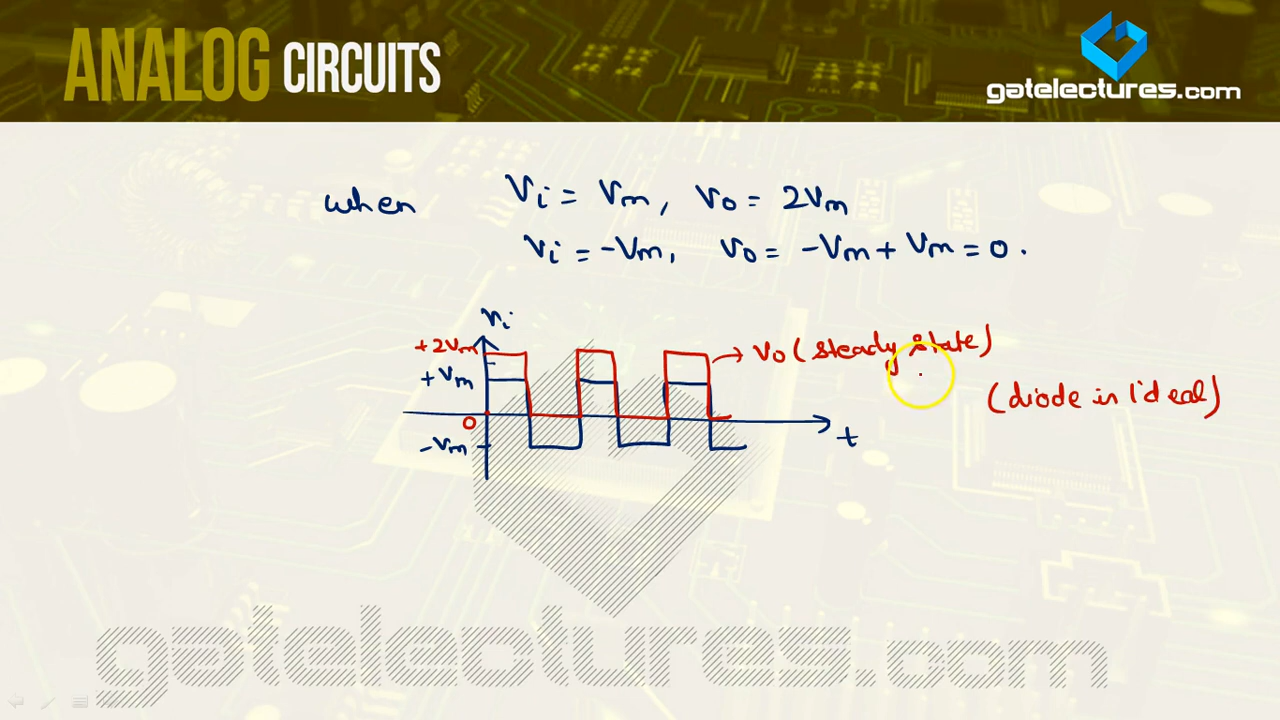 ANALOG CIRCUITS
gatelectures.com
when Vi = Vm, Vo = 2Vm
Vi = -Vm, Vo = -Vm + Vm = 0.
Vi
+2Vm
Vo (steady state)
+Vm
(diode is Ideal)
0
-Vm
t
gatelectures.com